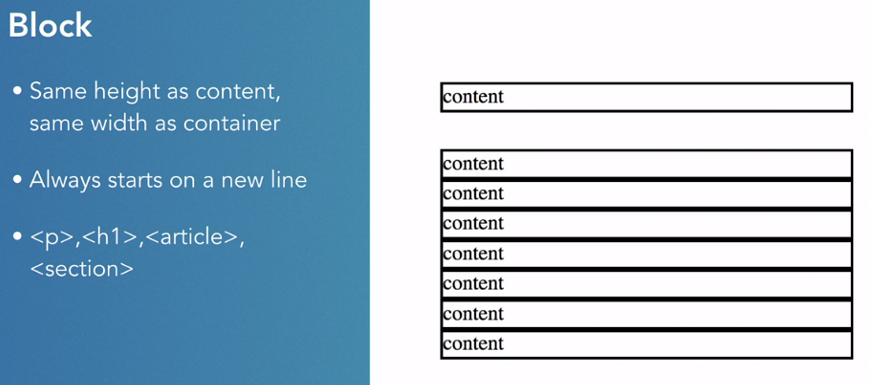 Block
• Same height as content,
same width as container
• Always starts on a new line
• <p>,<h1>,<article>,
<section>
content
content
content
content
content
content
content
content